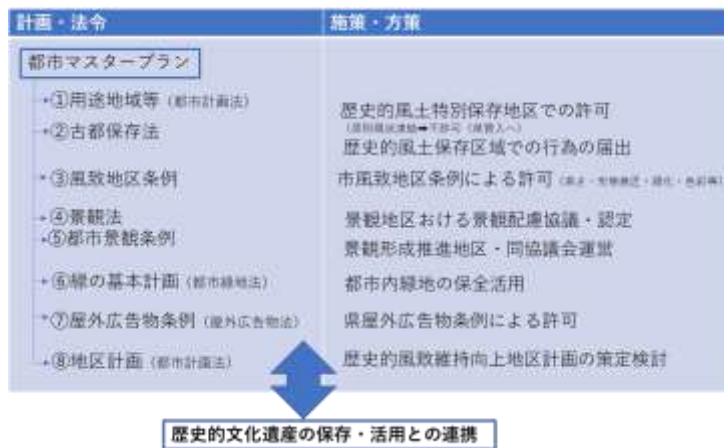 計画・法令 施策・方策
都市マスタープラン
①用途地域等（都市計画法）
歴史的風土特別保存地区での許可
②古都保存法
歴史的風土保存区域での行為の届出
③風致地区条例 市風致地区条例による許可
④景観法 景観地区おける景観配慮協議・認定
⑤都市景観条例
景観形成推進地区・同協議会運営
⑥緑の基本計画（都市緑地法） 都市内緑地の保全活用
⑦屋外広告物条例（屋外広告物法） 県屋外広告物条例による許可
⑧地区計画（都市計画法） 歴史的風致維持向上地区計画の策定検討
歴史的文化遺産の保存・活用との連携